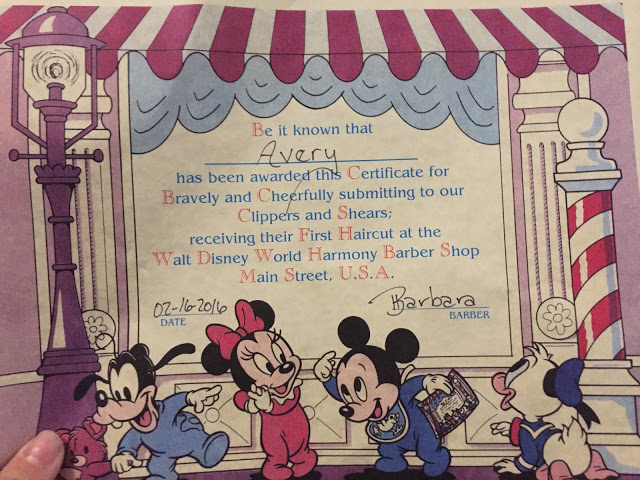 Be it known that
Avery
has been awarded this Certificate for
Bravely and Cheerfully submitting to our
Clippers and Shears;
receiving their First Haircut at the
Walt Disney World Harmony Barber Shop
Main Street, U.S.A.
02-16-2016 Barbara
DATE BARBER